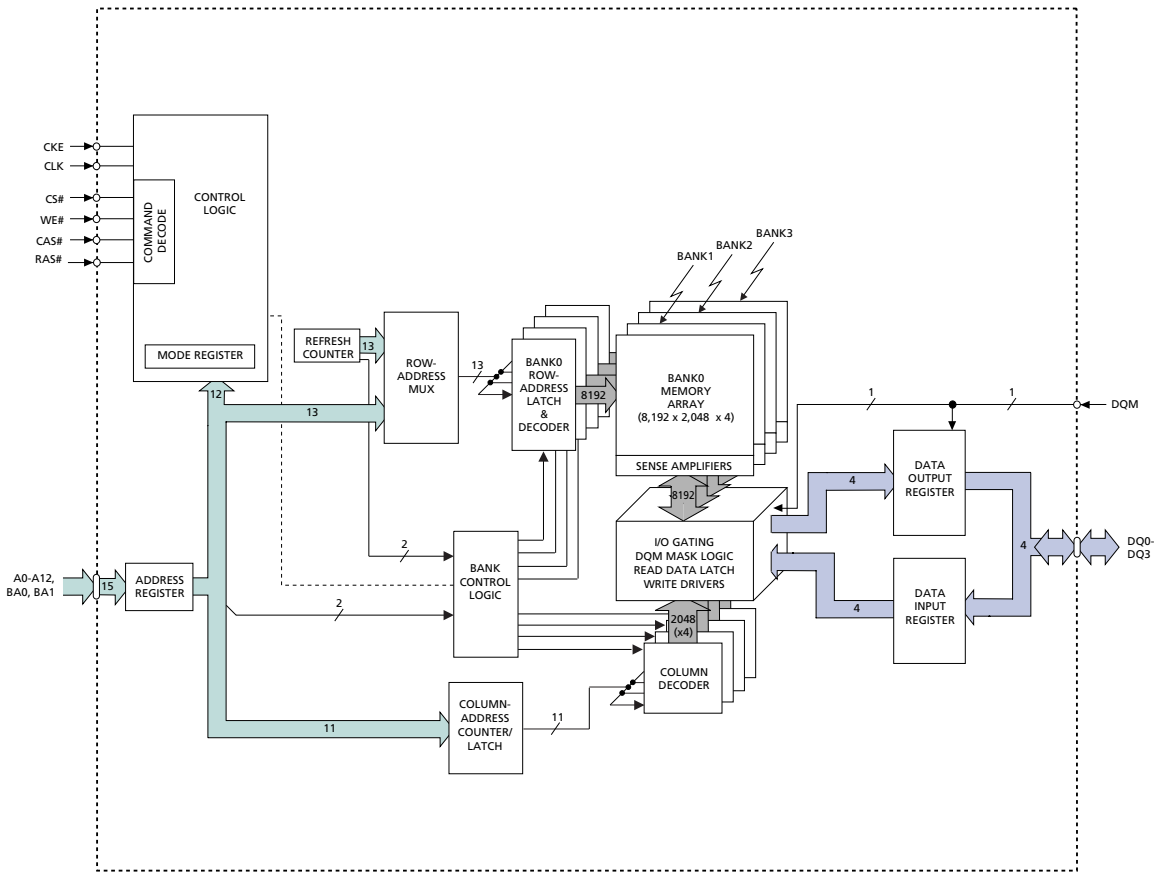 CKE
CLK
CS#
WE#
CAS#
RAS#
COMMAND
DECODE
CONTROL
LOGIC
MODE REGISTER
12
REFRESH
COUNTER
13
13
ROW-
ADDRESS
MUX
13
BANK0
ROW-
ADDRESS
LATCH
&
DECODER
8192
BANK1
BANK2
BANK3
BANK0
MEMORY
ARRAY
(8,192 x 2,048 x 4)
SENSE AMPLIFIERS
8192
I/O GATING
DQM MASK LOGIC
READ DATA LATCH
WRITE DRIVERS
2048
(x4)
COLUMN
DECODER
2
2
BANK
CONTROL
LOGIC
A0-A12,
BA0, BA1
15
ADDRESS
REGISTER
11
COLUMN-
ADDRESS
COUNTER/
LATCH
11
1
1
DQM
DATA
OUTPUT
REGISTER
4
4
DATA
INPUT
REGISTER
4
DQ0-
DQ3